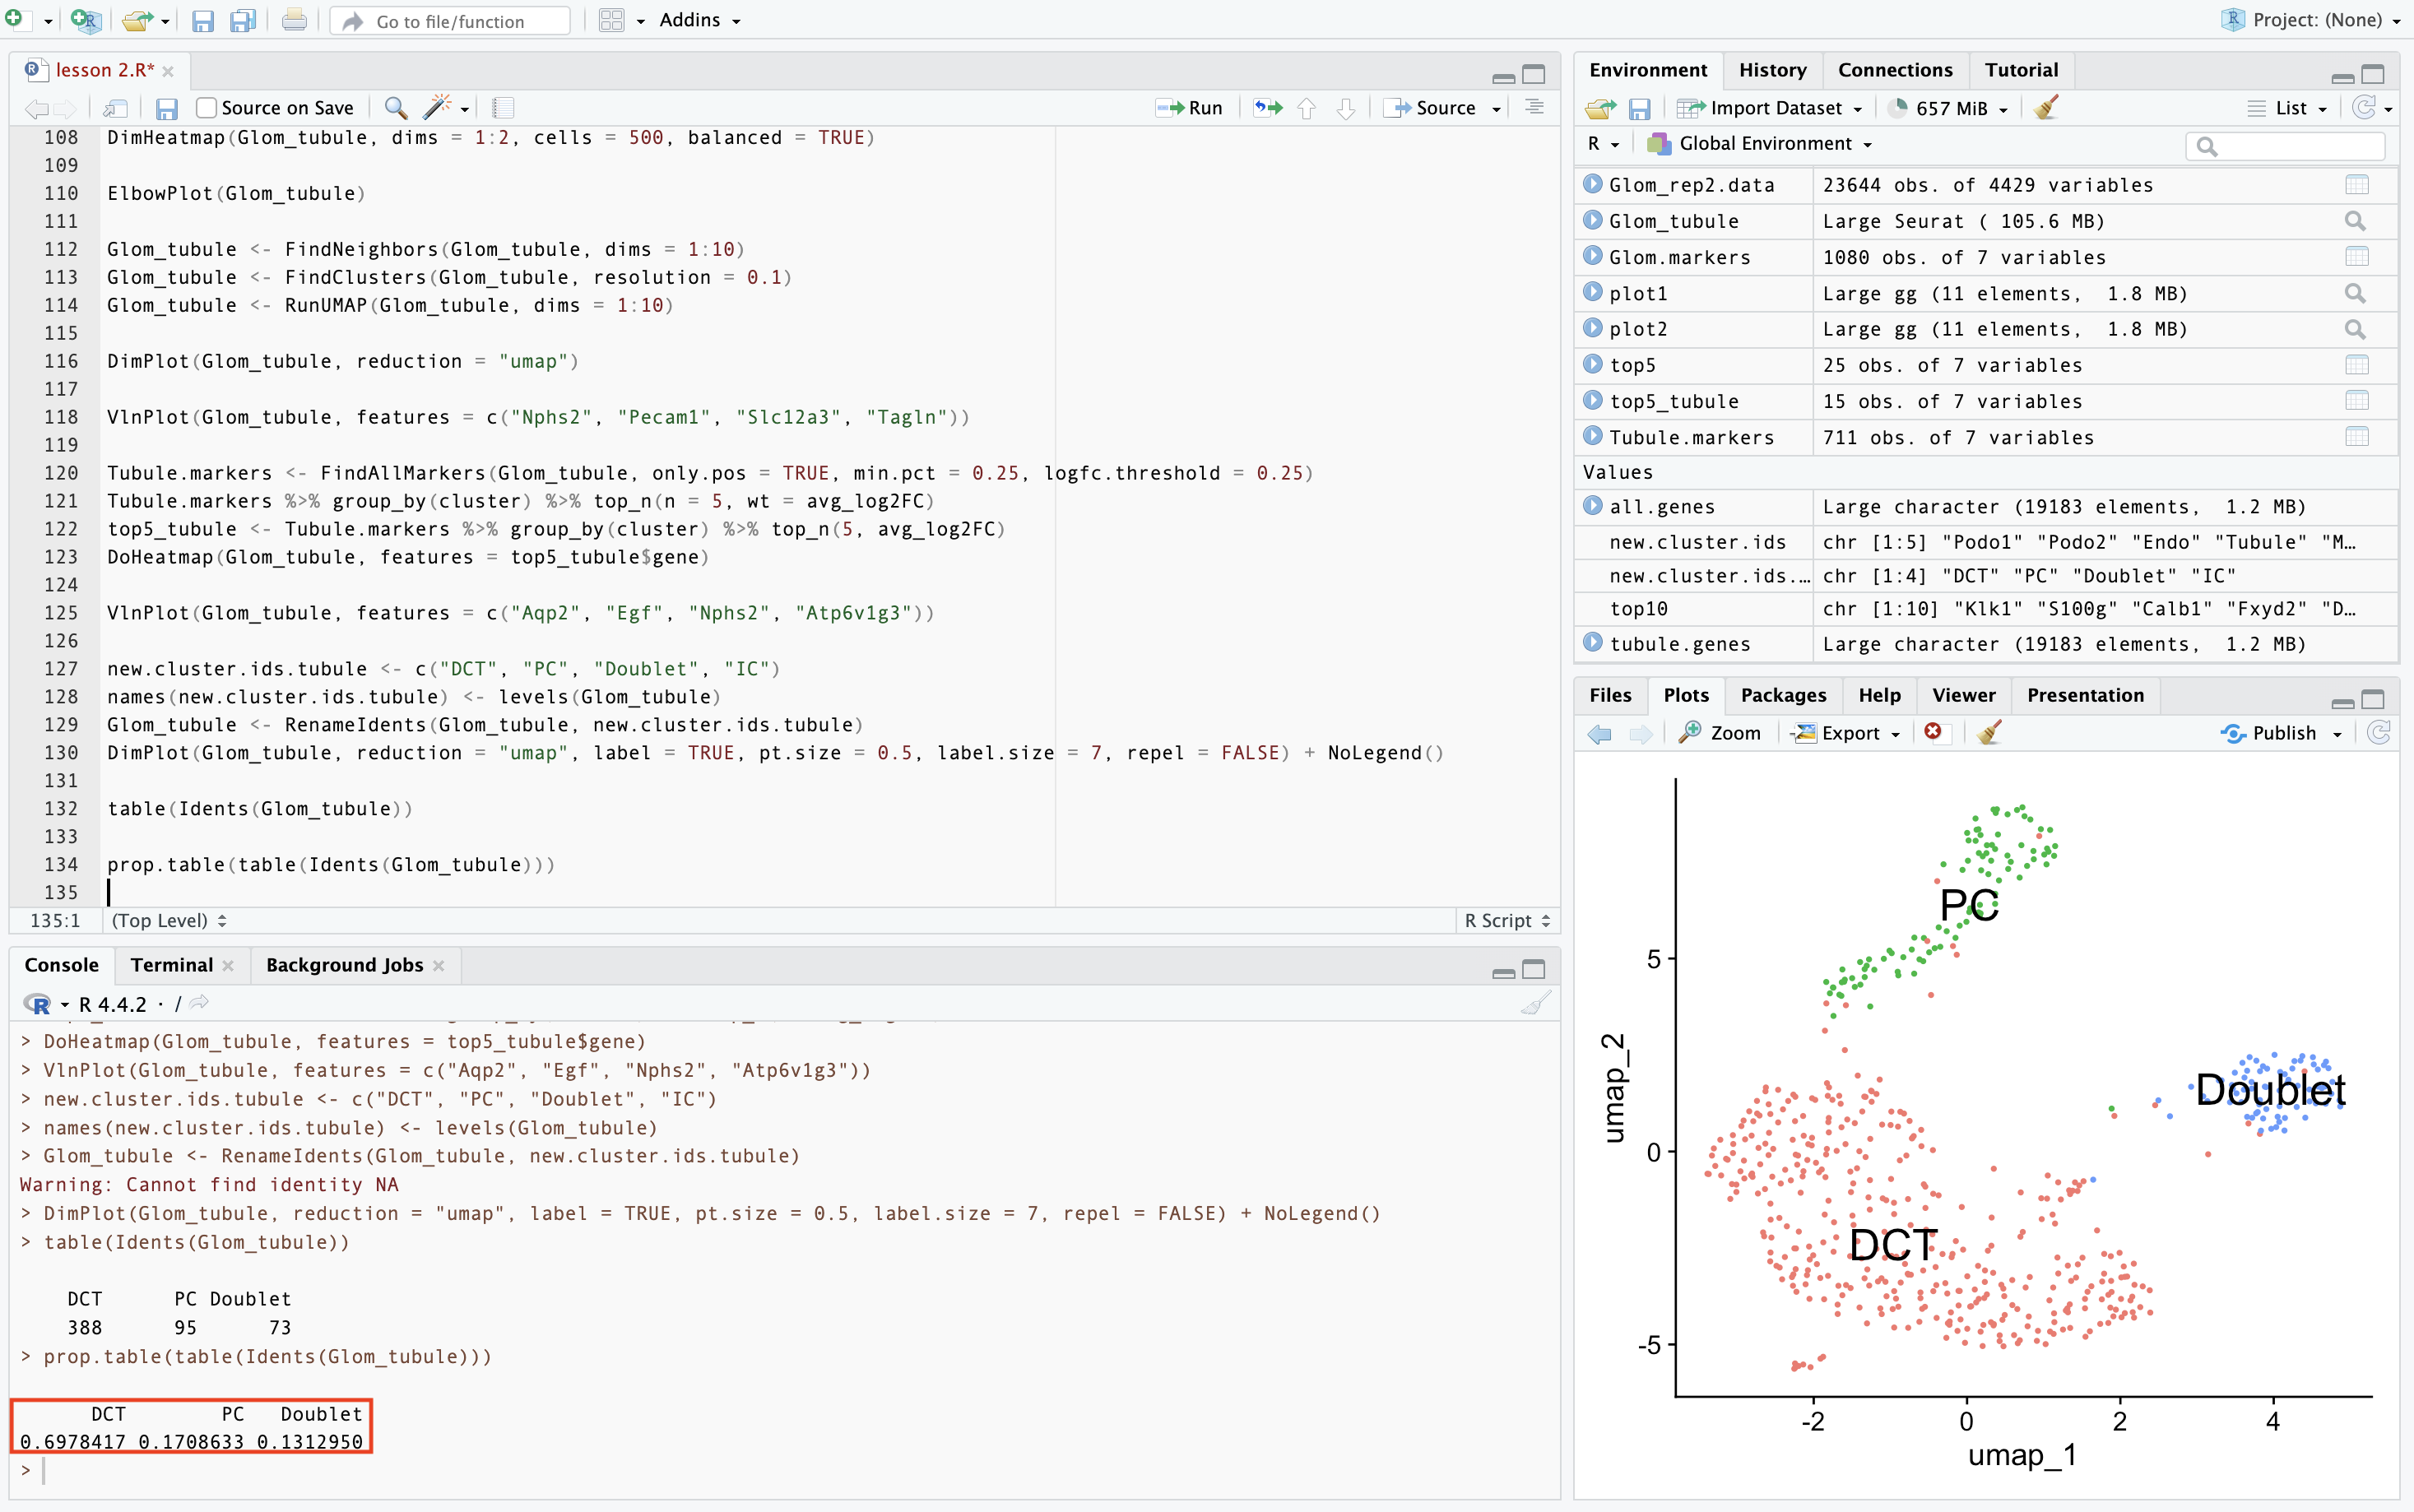 Go to file/function
Addins
Project: (None)
lesson 2.R*
Source on Save
Run
Source
108 DimHeatmap(Glom_tubule, dims = 1:2, cells = 500, balanced = TRUE)
109
110 ElbowPlot(Glom_tubule)
111
112 Glom_tubule <- FindNeighbors(Glom_tubule, dims = 1:10)
113 Glom_tubule <- FindClusters(Glom_tubule, resolution = 0.1)
114 Glom_tubule <- RunUMAP(Glom_tubule, dims = 1:10)
115
116 DimPlot(Glom_tubule, reduction = "umap")
117
118 VlnPlot(Glom_tubule, features = c("Nphs2", "Pecam1", "Slc12a3", "Tagln"))
119
120 Tubule.markers <- FindAllMarkers(Glom_tubule, only.pos = TRUE, min.pct = 0.25, logfc.threshold = 0.25)
121 Tubule.markers %>% group_by(cluster) %>% top_n(n = 5, wt = avg_log2FC)
122 top5_tubule <- Tubule.markers %>% group_by(cluster) %>% top_n(5, avg_log2FC)
123 DoHeatmap(Glom_tubule, features = top5_tubule$gene)
124
125 VlnPlot(Glom_tubule, features = c("Aqp2", "Egf", "Nphs2", "Atp6v1g3"))
126
127 new.cluster.ids.tubule <- c("DCT", "PC", "Doublet", "IC")
128 names(new.cluster.ids.tubule) <- levels(Glom_tubule)
129 Glom_tubule <- RenameIdents(Glom_tubule, new.cluster.ids.tubule)
130 DimPlot(Glom_tubule, reduction = "umap", label = TRUE, pt.size = 0.5, label.size = 7, repel = FALSE) + NoLegend()
131
132 table(Idents(Glom_tubule))
133
134 prop.table(table(Idents(Glom_tubule)))
135
135:1 (Top Level) R Script
Console Terminal Background Jobs
R 4.4.2 · /
> DoHeatmap(Glom_tubule, features = top5_tubule$gene)
> VlnPlot(Glom_tubule, features = c("Aqp2", "Egf", "Nphs2", "Atp6v1g3"))
> new.cluster.ids.tubule <- c("DCT", "PC", "Doublet", "IC")
> names(new.cluster.ids.tubule) <- levels(Glom_tubule)
> Glom_tubule <- RenameIdents(Glom_tubule, new.cluster.ids.tubule)
Warning: Cannot find identity NA
> DimPlot(Glom_tubule, reduction = "umap", label = TRUE, pt.size = 0.5, label.size = 7, repel = FALSE) + NoLegend()
> table(Idents(Glom_tubule))
DCT PC Doublet
388 95 73
> prop.table(table(Idents(Glom_tubule)))
DCT PC Doublet
0.6978417 0.1708633 0.1312950
>
Environment History Connections Tutorial
Import Dataset 657 MiB List
R Global Environment
Glom_rep2.data 23644 obs. of 4429 variables
Glom_tubule Large Seurat ( 105.6 MB)
Glom.markers 1080 obs. of 7 variables
plot1 Large gg (11 elements, 1.8 MB)
plot2 Large gg (11 elements, 1.8 MB)
top5 25 obs. of 7 variables
top5_tubule 15 obs. of 7 variables
Tubule.markers 711 obs. of 7 variables
Values
all.genes Large character (19183 elements, 1.2 MB)
new.cluster.ids chr [1:5] "Podo1" "Podo2" "Endo" "Tubule" "M…
new.cluster.ids.… chr [1:4] "DCT" "PC" "Doublet" "IC"
top10 chr [1:10] "Klk1" "S100g" "Calb1" "Fxyd2" "D…
tubule.genes Large character (19183 elements, 1.2 MB)
Files Plots Packages Help Viewer Presentation
Zoom Export Publish
PC
Doublet
DCT
umap_2
5
0
-5
-2 0 2 4
umap_1